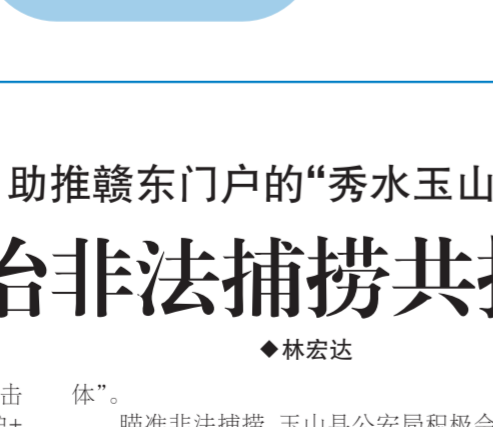 助推赣东门户的“秀水玉山
治非法捕捞共
◆林宏达
击
体”。
瞄准非法捕捞 玉山县公安局积极会